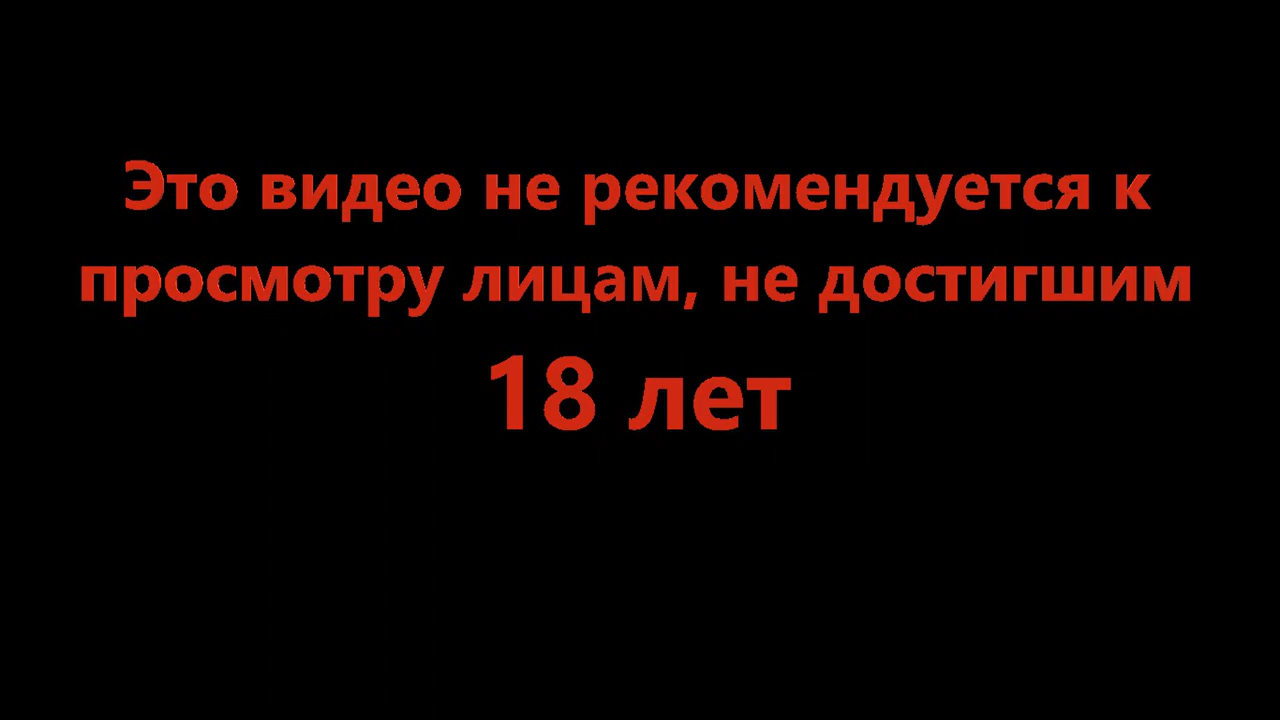 Это видео не рекомендуется к
просмотру лицам, не достигшим
18 лет